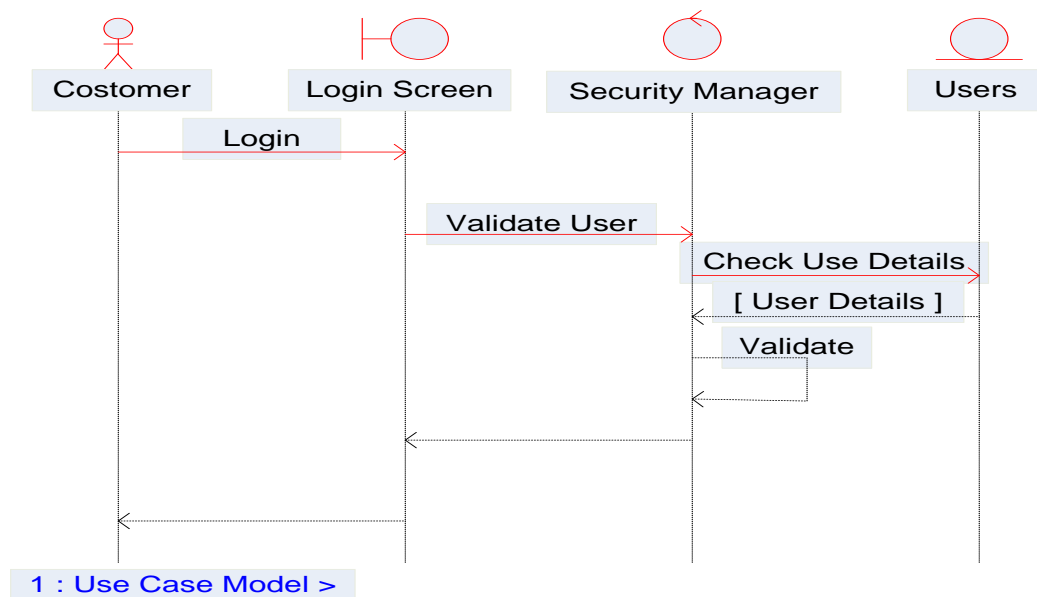 Costomer
Login Screen
Security Manager
Users
Login
Validate User
Check Use Details
[ User Details ]
Validate
1 : Use Case Model >